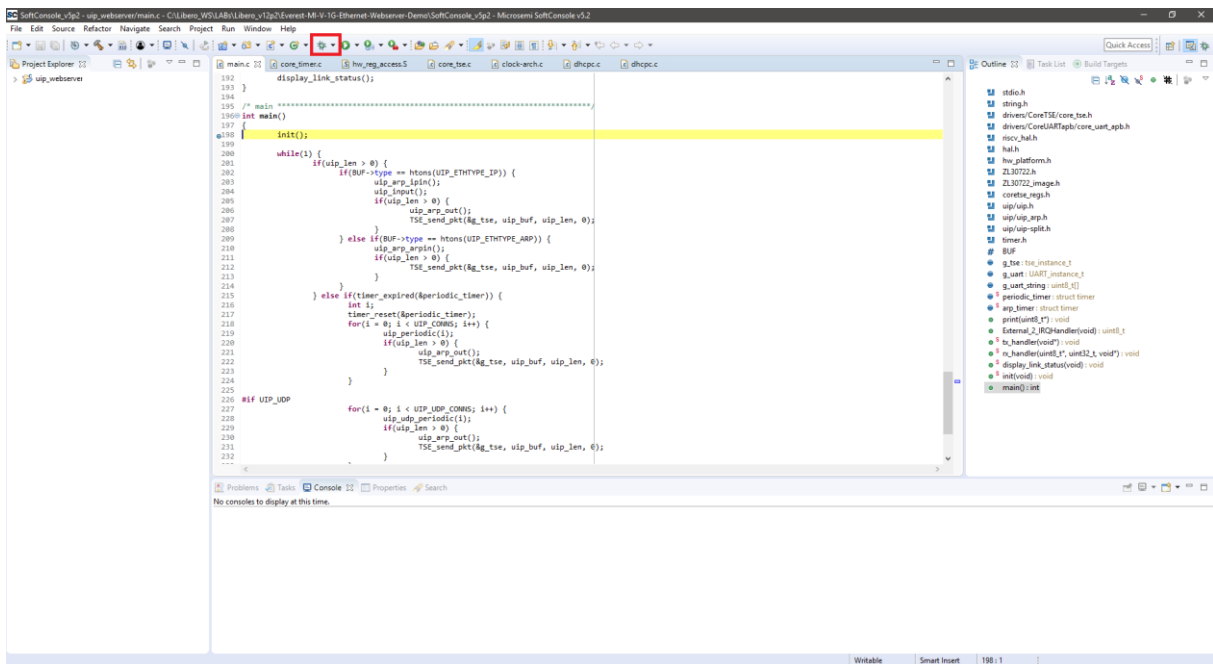 SoftConsole_v5p2 - uip_webserver/main.c - C:\Libero_WS\LABs\Libero_v12p2\Everest-MI-V-1G-Ethernet-Webserver-Demo\SoftConsole_v5p2 - Microsemi SoftConsole v5.2
File Edit Source Refactor Navigate Search Project Run Window Help
Quick Access
Project Explorer
uip_webserver
main.c core_timer.c hw_reg_access.S core_tse.c clock-arch.c dhcpc.c dhcpc.c
192 display_link_status();
193 }
194
195 /* main *************************************************************************/
196 int main()
197 {
198 init();
199
200 while(1) {
201 if(uip_len > 0) {
202 if(BUF->type == htons(UIP_ETHTYPE_IP)) {
203 uip_arp_ipin();
204 uip_input();
205 if(uip_len > 0) {
206 uip_arp_out();
207 TSE_send_pkt(&g_tse, uip_buf, uip_len, 0);
208 }
209 } else if(BUF->type == htons(UIP_ETHTYPE_ARP)) {
210 uip_arp_arpin();
211 if(uip_len > 0) {
212 TSE_send_pkt(&g_tse, uip_buf, uip_len, 0);
213 }
214 }
215 } else if(timer_expired(&periodic_timer)) {
216 int i;
217 timer_reset(&periodic_timer);
218 for(i = 0; i < UIP_CONNS; i++) {
219 uip_periodic(i);
220 if(uip_len > 0) {
221 uip_arp_out();
222 TSE_send_pkt(&g_tse, uip_buf, uip_len, 0);
223 }
224 }
225
226 #if UIP_UDP
227 for(i = 0; i < UIP_UDP_CONNS; i++) {
228 uip_udp_periodic(i);
229 if(uip_len > 0) {
230 uip_arp_out();
231 TSE_send_pkt(&g_tse, uip_buf, uip_len, 0);
232 }
Outline Task List Build Targets
stdio.h
string.h
drivers/CoreTSE/core_tse.h
drivers/CoreUARTapb/core_uart_apb.h
riscv_hal.h
hal.h
hw_platform.h
ZL30722.h
ZL30722_image.h
coretse_regs.h
uip/uip.h
uip/uip_arp.h
uip/uip-split.h
timer.h
BUF
g_tse : tse_instance_t
g_uart : UART_instance_t
g_uart_string : uint8_t[]
periodic_timer : struct timer
arp_timer : struct timer
print(uint8_t*) : void
External_2_IRQHandler(void) : uint8_t
tx_handler(void*) : void
rx_handler(uint8_t*, uint32_t, void*) : void
display_link_status(void) : void
init(void) : void
main() : int
Problems Tasks Console Properties Search
No consoles to display at this time.
Writable Smart Insert 198 : 1